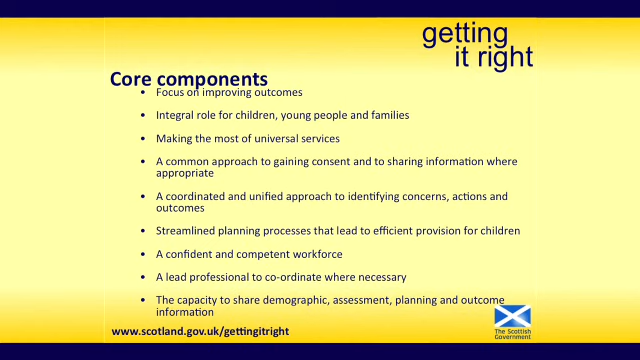 getting
it right
Core components
• Focus on improving outcomes
• Integral role for children, young people and families
• Making the most of universal services
• A common approach to gaining consent and to sharing information where
appropriate
• A coordinated and unified approach to identifying concerns, actions and
outcomes
• Streamlined planning processes that lead to efficient provision for children
• A confident and competent workforce
• A lead professional to co-ordinate where necessary
• The capacity to share demographic, assessment, planning and outcome
information
www.scotland.gov.uk/gettingitright
The Scottish
Government